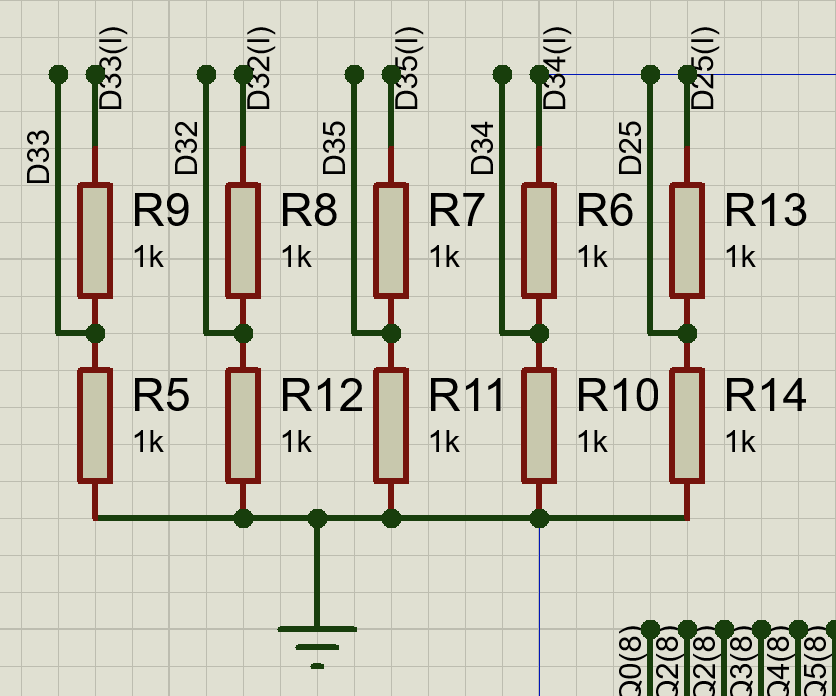 D33(I)
D32(I)
D35(I)
D34(I)
D25(I)
D33
D32
D35
D34
D25
R9
1k
R8
1k
R7
1k
R6
1k
R13
1k
R5
1k
R12
1k
R11
1k
R10
1k
R14
1k
Q0(8)
Q2(8)
Q2(8)
Q3(8)
Q4(8)
Q5(8)